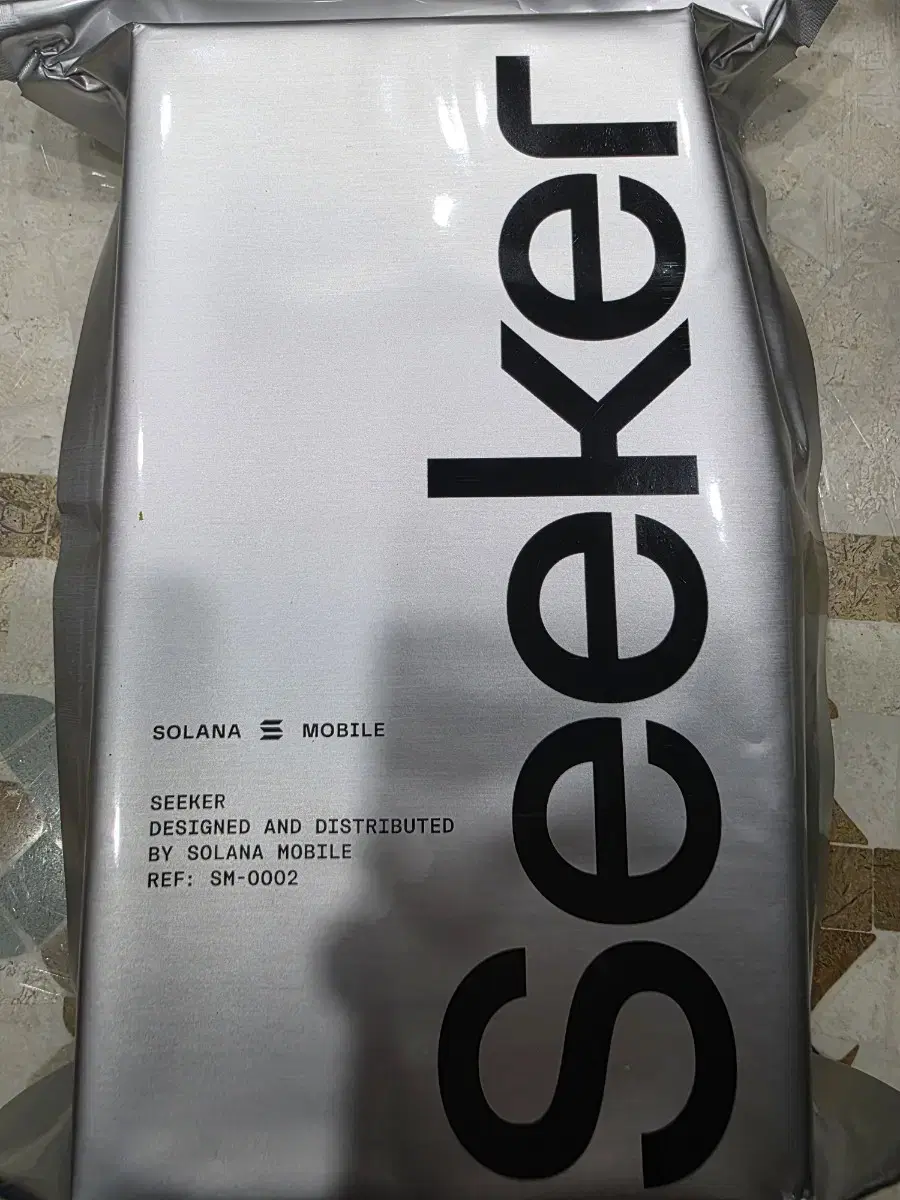 Seeker
SOLANA MOBILE
SEEKER
DESIGNED AND DISTRIBUTED
BY SOLANA MOBILE
REF: SM-0002